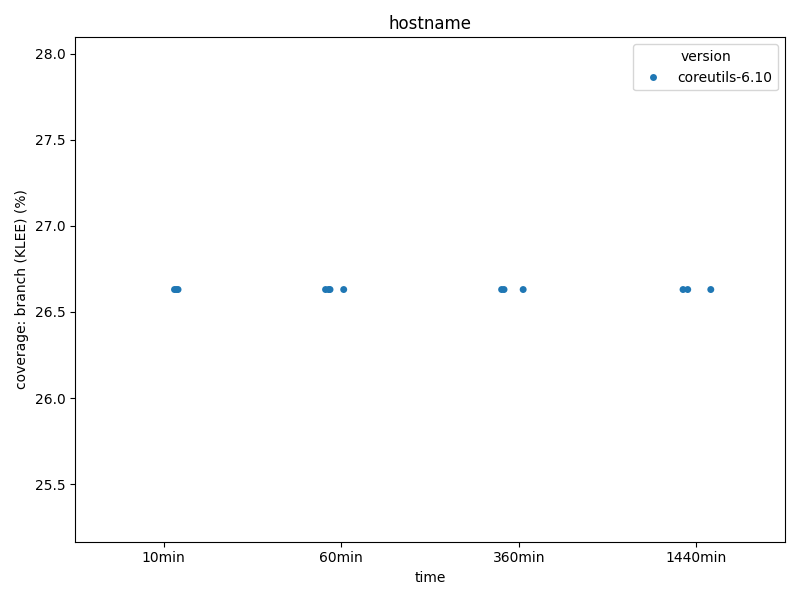 hostname
version
coreutils-6.10
28.0
27.5
27.0
26.5
26.0
25.5
coverage: branch (KLEE) (%)
10min
60min
360min
1440min
time